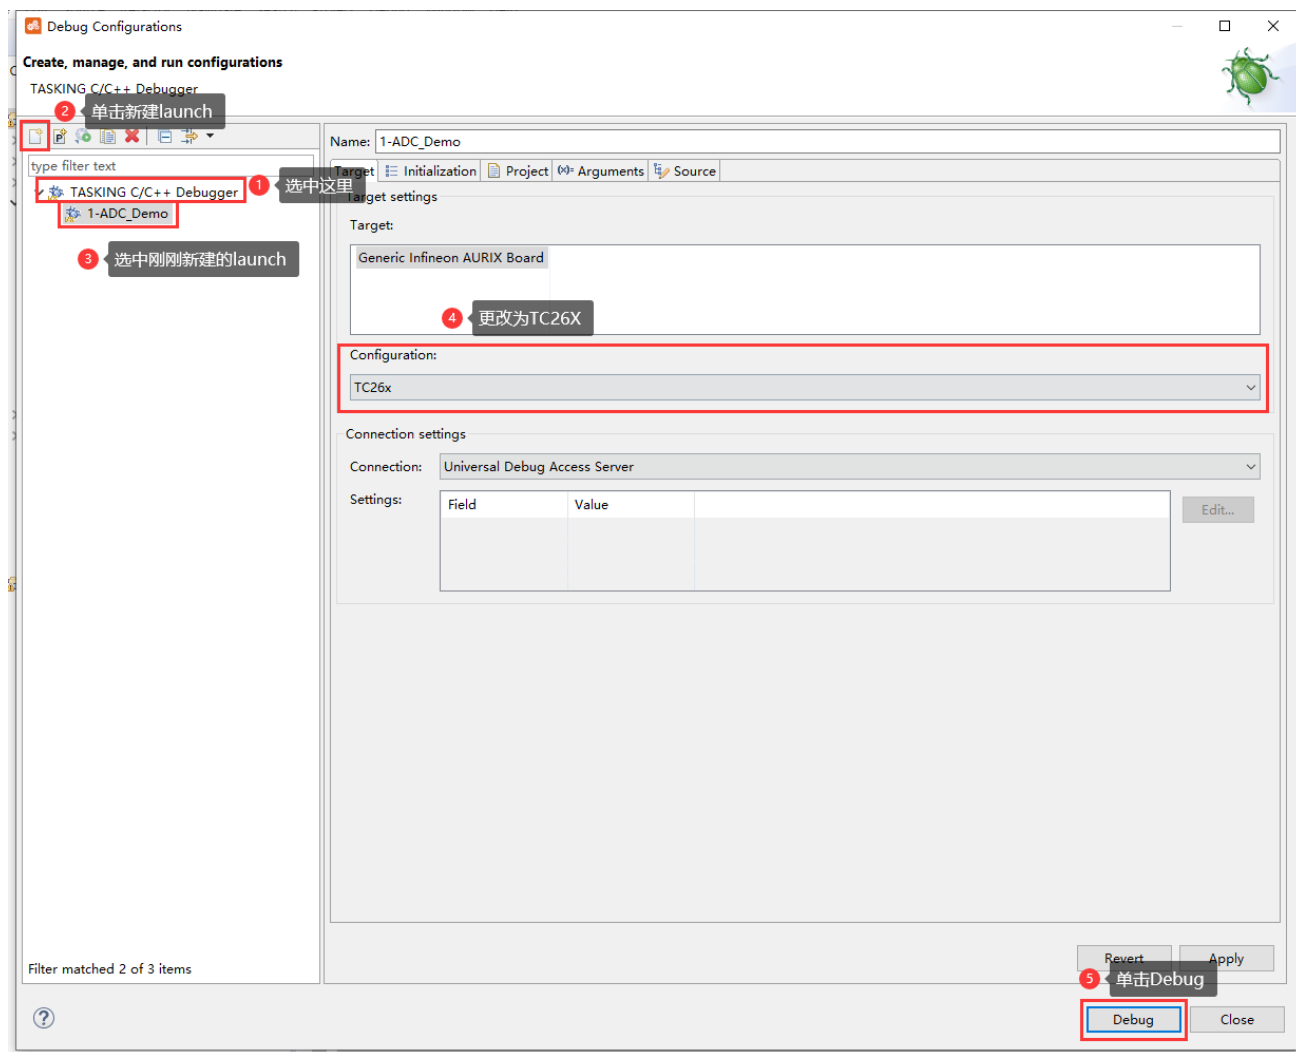 Debug Configurations
Create, manage, and run configurations
TASKING C/C++ Debugger
2 单击新建launch
type filter text
TASKING C/C++ Debugger
1 选中这里
1-ADC_Demo
3 选中刚刚新建的launch
Filter matched 2 of 3 items
Name: 1-ADC_Demo
Target Initialization Project (x)= Arguments Source
Target settings
Target:
Generic Infineon AURIX Board
4 更改为TC26X
Configuration:
TC26x
Connection settings
Connection: Universal Debug Access Server
Settings: Field Value
Edit...
Revert Apply
5 单击Debug
Debug Close